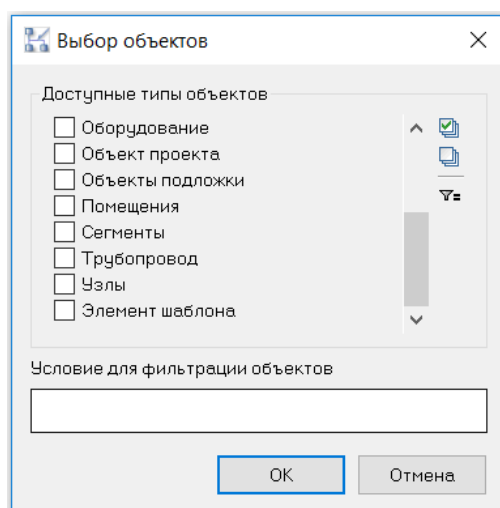 Выбор объектов
Доступные типы объектов
Оборудование
Объект проекта
Объекты подложки
Помещения
Сегменты
Трубопровод
Узлы
Элемент шаблона
Условие для фильтрации объектов
OK
Отмена